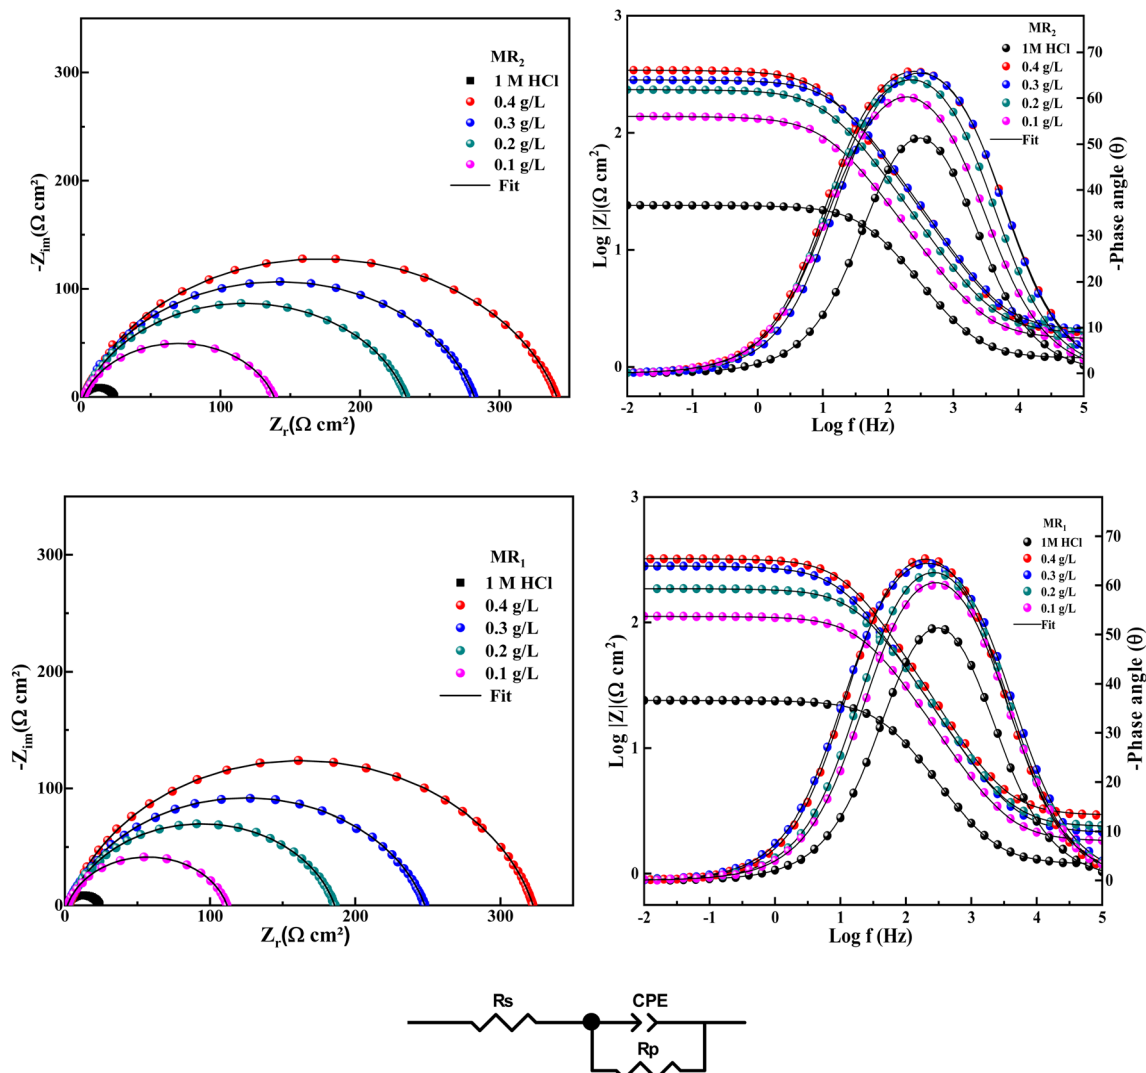 300
200
100
0
-Z_im(Ω cm²)
MR₂
1 M HCl
0.4 g/L
0.3 g/L
0.2 g/L
0.1 g/L
Fit
0 100 200 300
Z_r(Ω cm²)
3
2
1
0
Log |Z|(Ω cm²)
MR₂
1M HCl
0.4 g/L
0.3 g/L
0.2 g/L
0.1 g/L
Fit
70
60
50
40
30
20
10
0
-Phase angle (θ)
-2 -1 0 1 2 3 4 5
Log f (Hz)
300
200
100
0
-Z_im(Ω cm²)
MR₁
1 M HCl
0.4 g/L
0.3 g/L
0.2 g/L
0.1 g/L
Fit
0 100 200 300
Z_r(Ω cm²)
3
2
1
0
Log |Z|(Ω cm²)
MR₁
1M HCl
0.4 g/L
0.3 g/L
0.2 g/L
0.1 g/L
Fit
70
60
50
40
30
20
10
0
-Phase angle (θ)
-2 -1 0 1 2 3 4 5
Log f (Hz)
Rs CPE
Rp